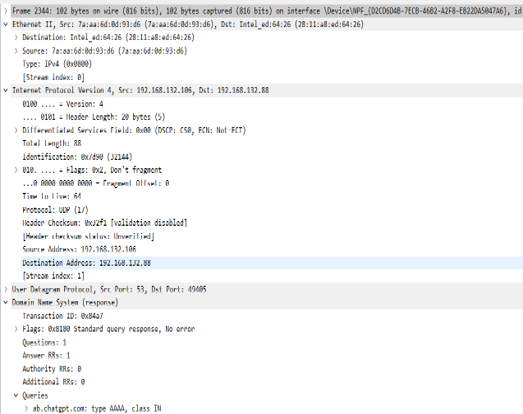 > Frame 2344: 102 bytes on wire (816 bits), 102 bytes captured (816 bits) on interface \Device\NPF_{D2CD6D4B-7ECB-46B2-A2F8-EB22DA5047A6}, id
v Ethernet II, Src: 7a:aa:6d:0d:93:d6 (7a:aa:6d:0d:93:d6), Dst: Intel_ed:64:26 (28:11:a8:ed:64:26)
> Destination: Intel_ed:64:26 (28:11:a8:ed:64:26)
> Source: 7a:aa:6d:0d:93:d6 (7a:aa:6d:0d:93:d6)
Type: IPv4 (0x0800)
[Stream index: 0]
v Internet Protocol Version 4, Src: 192.168.132.106, Dst: 192.168.132.88
0100 .... = Version: 4
.... 0101 = Header Length: 20 bytes (5)
> Differentiated Services Field: 0x00 (DSCP: CS0, ECN: Not-ECT)
Total Length: 88
Identification: 0x7d90 (32144)
> 010. .... = Flags: 0x2, Don't fragment
...0 0000 0000 0000 = Fragment Offset: 0
Time to Live: 64
Protocol: UDP (17)
Header Checksum: 0x32f1 [validation disabled]
[Header checksum status: Unverified]
Source Address: 192.168.132.106
Destination Address: 192.168.132.88
[Stream index: 1]
> User Datagram Protocol, Src Port: 53, Dst Port: 49405
v Domain Name System (response)
Transaction ID: 0x84a7
> Flags: 0x8180 Standard query response, No error
Questions: 1
Answer RRs: 1
Authority RRs: 0
Additional RRs: 0
v Queries
> ab.chatgpt.com: type AAAA, class IN